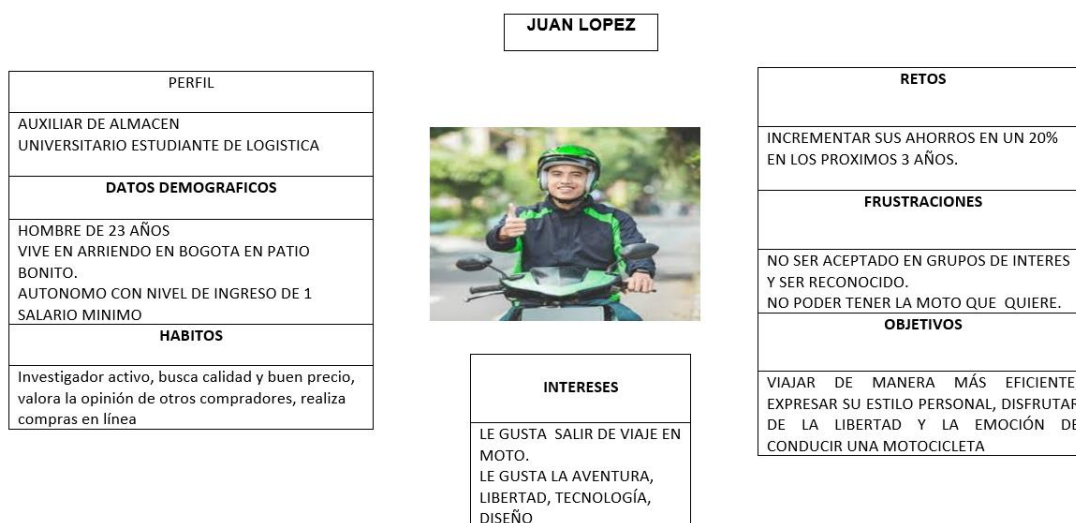 JUAN LOPEZ
PERFIL
AUXILIAR DE ALMACEN
UNIVERSITARIO ESTUDIANTE DE LOGISTICA
DATOS DEMOGRAFICOS
HOMBRE DE 23 AÑOS
VIVE EN ARRIENDO EN BOGOTA EN PATIO
BONITO.
AUTONOMO CON NIVEL DE INGRESO DE 1
SALARIO MINIMO
HABITOS
Investigador activo, busca calidad y buen precio,
valora la opinión de otros compradores, realiza
compras en línea
INTERESES
LE GUSTA SALIR DE VIAJE EN
MOTO.
LE GUSTA LA AVENTURA,
LIBERTAD, TECNOLOGÍA,
DISEÑO
RETOS
INCREMENTAR SUS AHORROS EN UN 20%
EN LOS PROXIMOS 3 AÑOS.
FRUSTRACIONES
NO SER ACEPTADO EN GRUPOS DE INTERES
Y SER RECONOCIDO.
NO PODER TENER LA MOTO QUE QUIERE.
OBJETIVOS
VIAJAR DE MANERA MÁS EFICIENTE
EXPRESAR SU ESTILO PERSONAL, DISFRUTAR
DE LA LIBERTAD Y LA EMOCIÓN DE
CONDUCIR UNA MOTOCICLETA